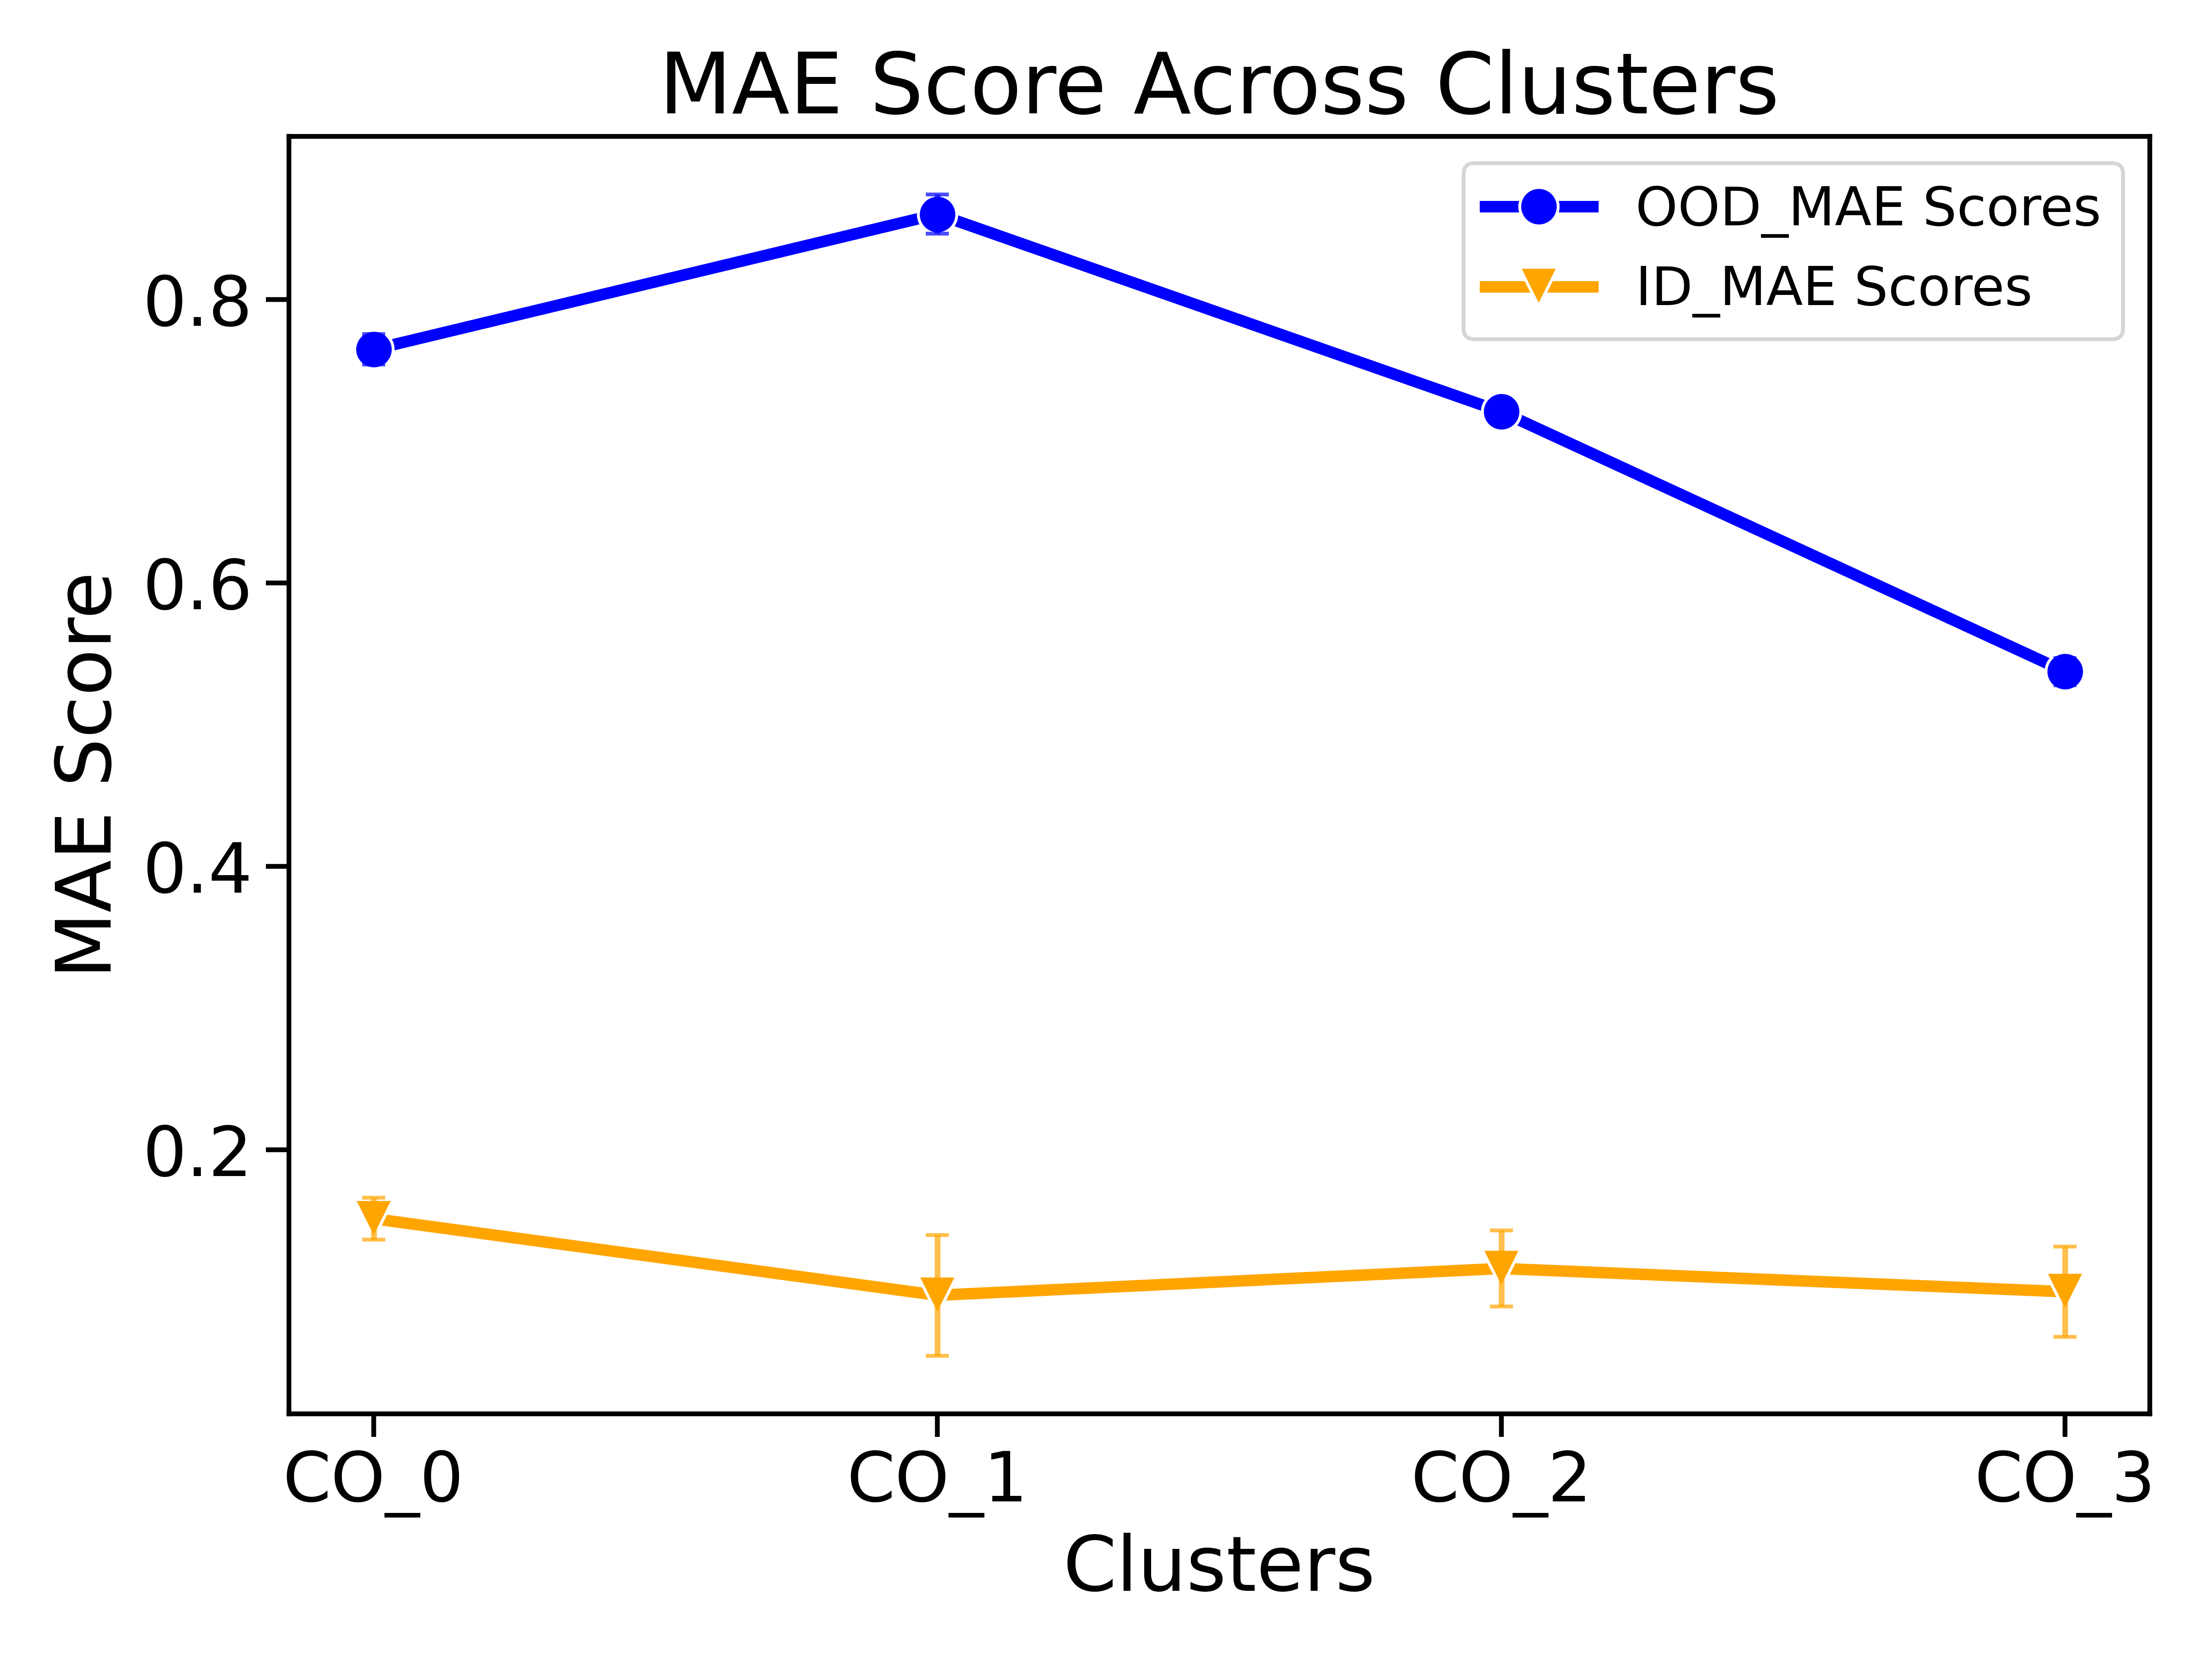 MAE Score Across Clusters
OOD_MAE Scores
ID_MAE Scores
MAE Score
0.8
0.6
0.4
0.2
CO_0
CO_1
CO_2
CO_3
Clusters